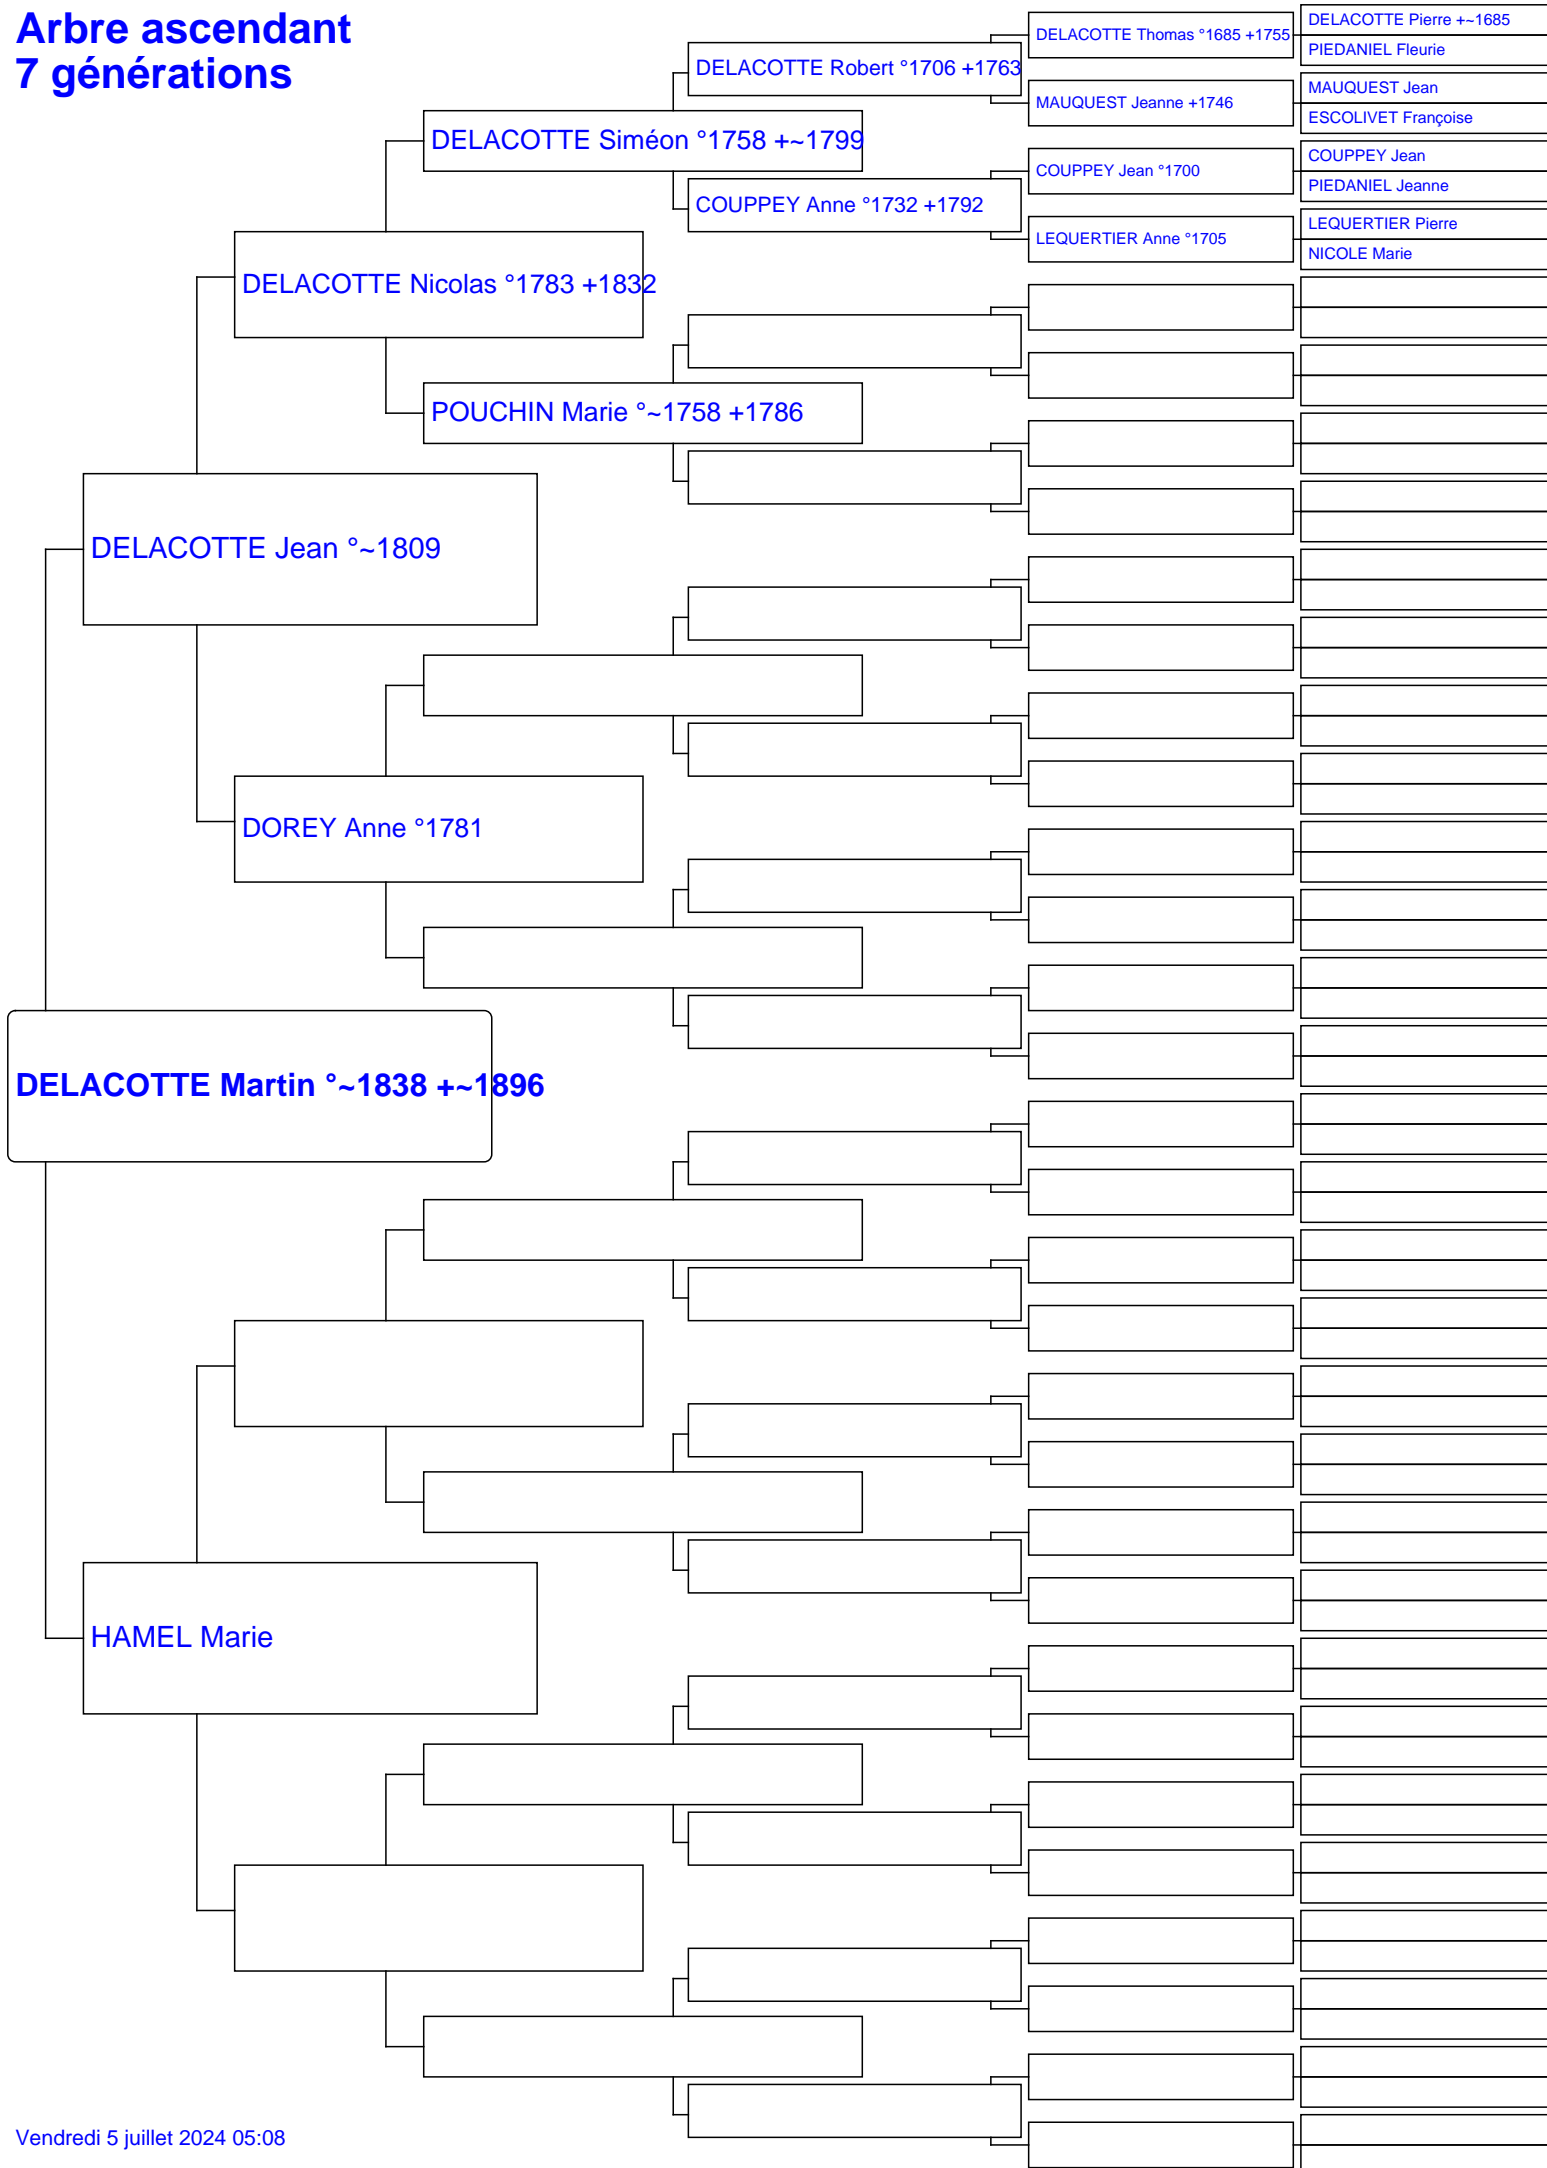 Arbre ascendant
7 générations
DELACOTTE Pierre +~1685
DELACOTTE Thomas °1685 +1755
PIEDANIEL Fleurie
DELACOTTE Robert °1706 +1763
MAUQUEST Jean
MAUQUEST Jeanne +1746
ESCOLIVET Françoise
DELACOTTE Siméon °1758 +~1799
COUPPEY Jean
COUPPEY Jean °1700
PIEDANIEL Jeanne
COUPPEY Anne °1732 +1792
LEQUERTIER Pierre
LEQUERTIER Anne °1705
NICOLE Marie
DELACOTTE Nicolas °1783 +1832
POUCHIN Marie °~1758 +1786
DELACOTTE Jean °~1809
DOREY Anne °1781
DELACOTTE Martin °~1838 +~1896
HAMEL Marie
Vendredi 5 juillet 2024 05:08